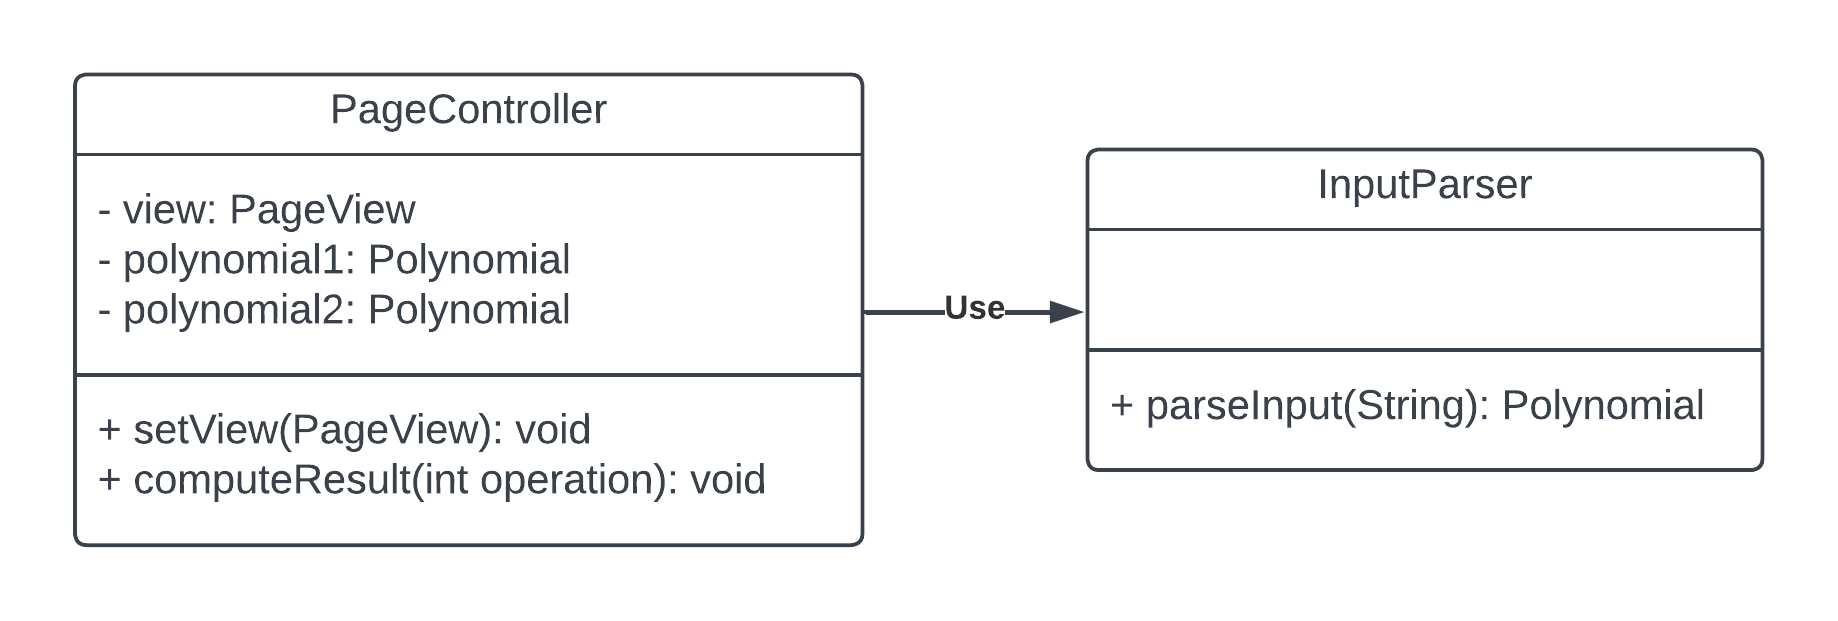 PageController
- view: PageView
- polynomial1: Polynomial
- polynomial2: Polynomial
+ setView(PageView): void
+ computeResult(int operation): void
Use
InputParser
+ parseInput(String): Polynomial